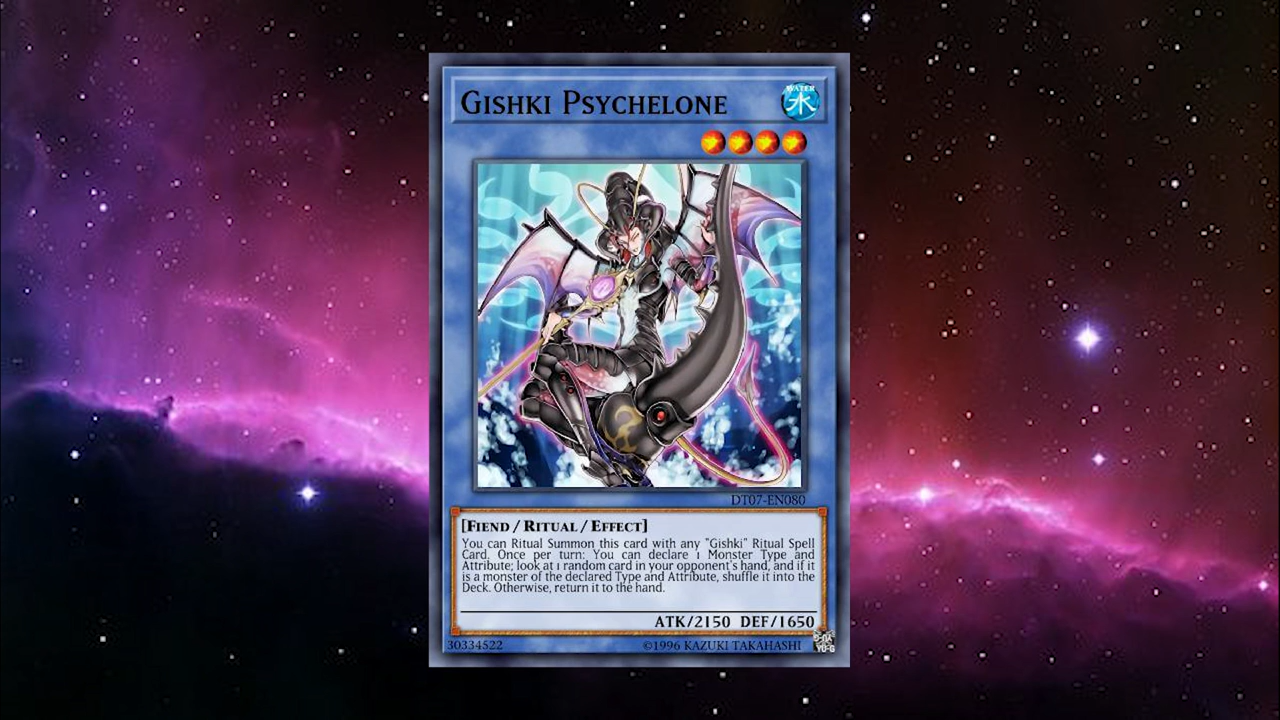 GISHKI PSYCHELONE
WATER
水
DT07-EN080
[FIEND / RITUAL / EFFECT]
You can Ritual Summon this card with any "Gishki" Ritual Spell
Card. Once per turn: You can declare 1 Monster Type and
Attribute; look at 1 random card in your opponent's hand, and if it
is a monster of the declared Type and Attribute, shuffle it into the
Deck. Otherwise, return it to the hand.
ATK/2150 DEF/1650
30334522
©1996 KAZUKI TAKAHASHI